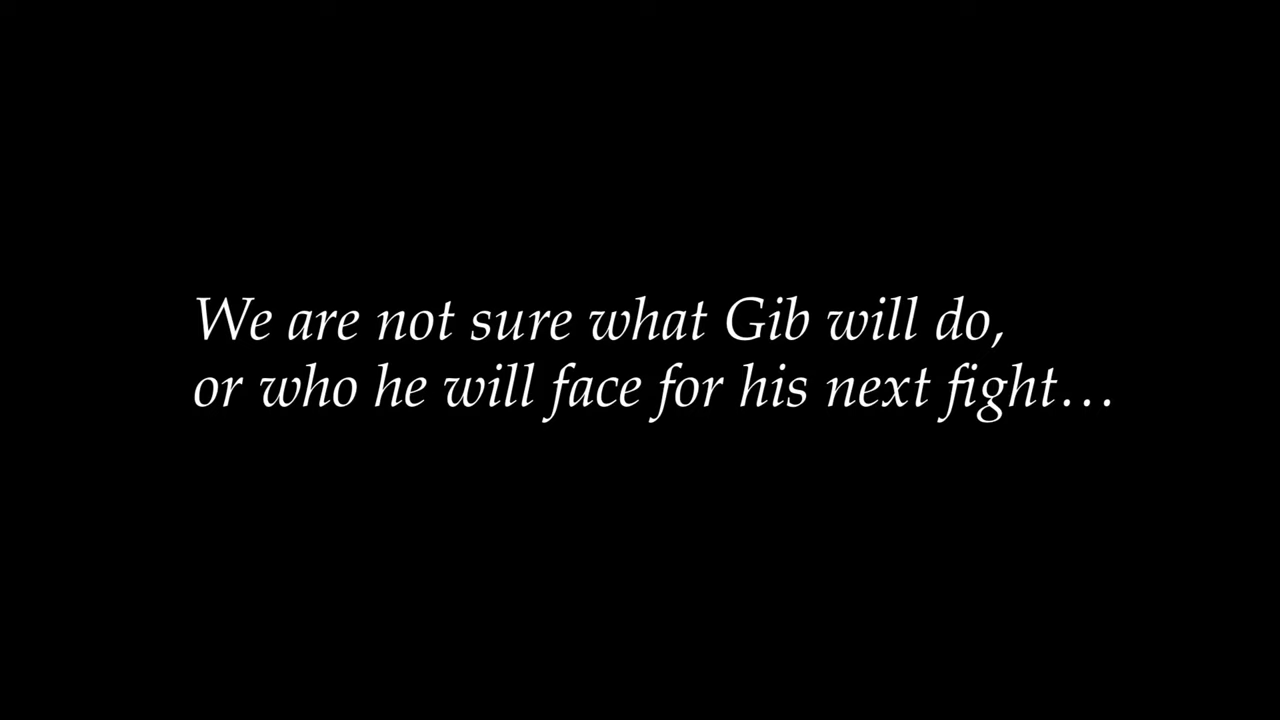 We are not sure what Gib will do,
or who he will face for his next fight…